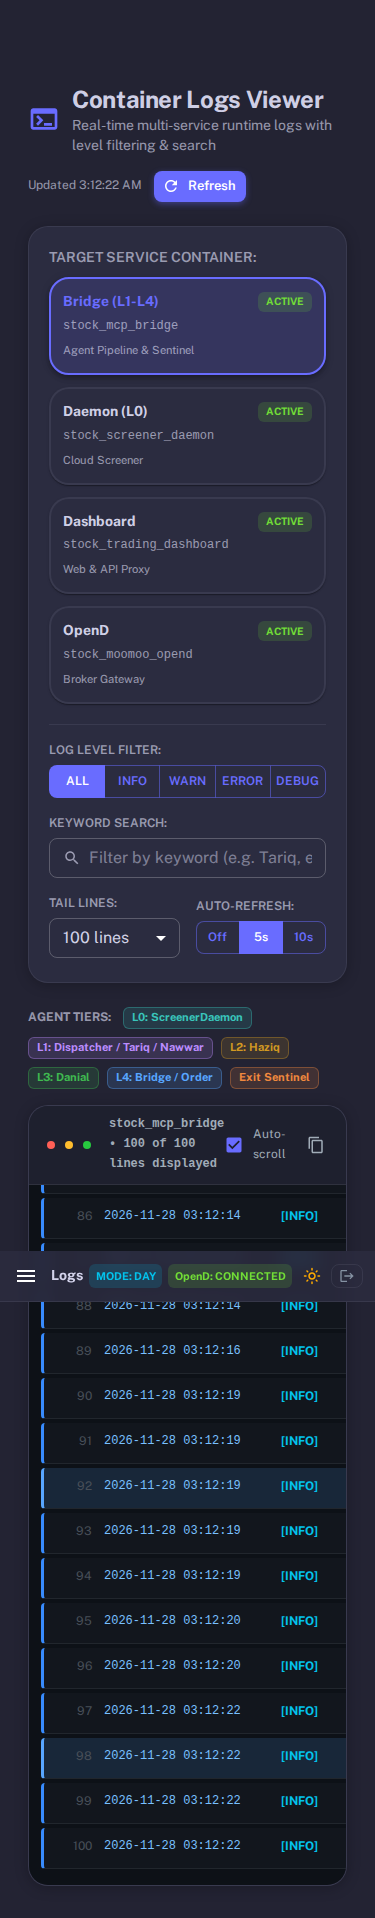 Container Logs Viewer
Real-time multi-service runtime logs with
level filtering & search
Updated 3:12:22 AM
Refresh
TARGET SERVICE CONTAINER:
Bridge (L1-L4)
ACTIVE
stock_mcp_bridge
Agent Pipeline & Sentinel
Daemon (L0)
ACTIVE
stock_screener_daemon
Cloud Screener
Dashboard
ACTIVE
stock_trading_dashboard
Web & API Proxy
OpenD
ACTIVE
stock_moomoo_opend
Broker Gateway
LOG LEVEL FILTER:
ALL INFO WARN ERROR DEBUG
KEYWORD SEARCH:
Filter by keyword (e.g. Tariq, e
TAIL LINES:
100 lines
AUTO-REFRESH:
Off 5s 10s
AGENT TIERS: L0: ScreenerDaemon
L1: Dispatcher / Tariq / Nawwar L2: Haziq
L3: Danial L4: Bridge / Order Exit Sentinel
stock_mcp_bridge
• 100 of 100
lines displayed
Auto-
scroll
86 2026-11-28 03:12:14 [INFO]
Logs MODE: DAY OpenD: CONNECTED
88 2026-11-28 03:12:14 [INFO]
89 2026-11-28 03:12:16 [INFO]
90 2026-11-28 03:12:19 [INFO]
91 2026-11-28 03:12:19 [INFO]
92 2026-11-28 03:12:19 [INFO]
93 2026-11-28 03:12:19 [INFO]
94 2026-11-28 03:12:19 [INFO]
95 2026-11-28 03:12:20 [INFO]
96 2026-11-28 03:12:20 [INFO]
97 2026-11-28 03:12:22 [INFO]
98 2026-11-28 03:12:22 [INFO]
99 2026-11-28 03:12:22 [INFO]
100 2026-11-28 03:12:22 [INFO]